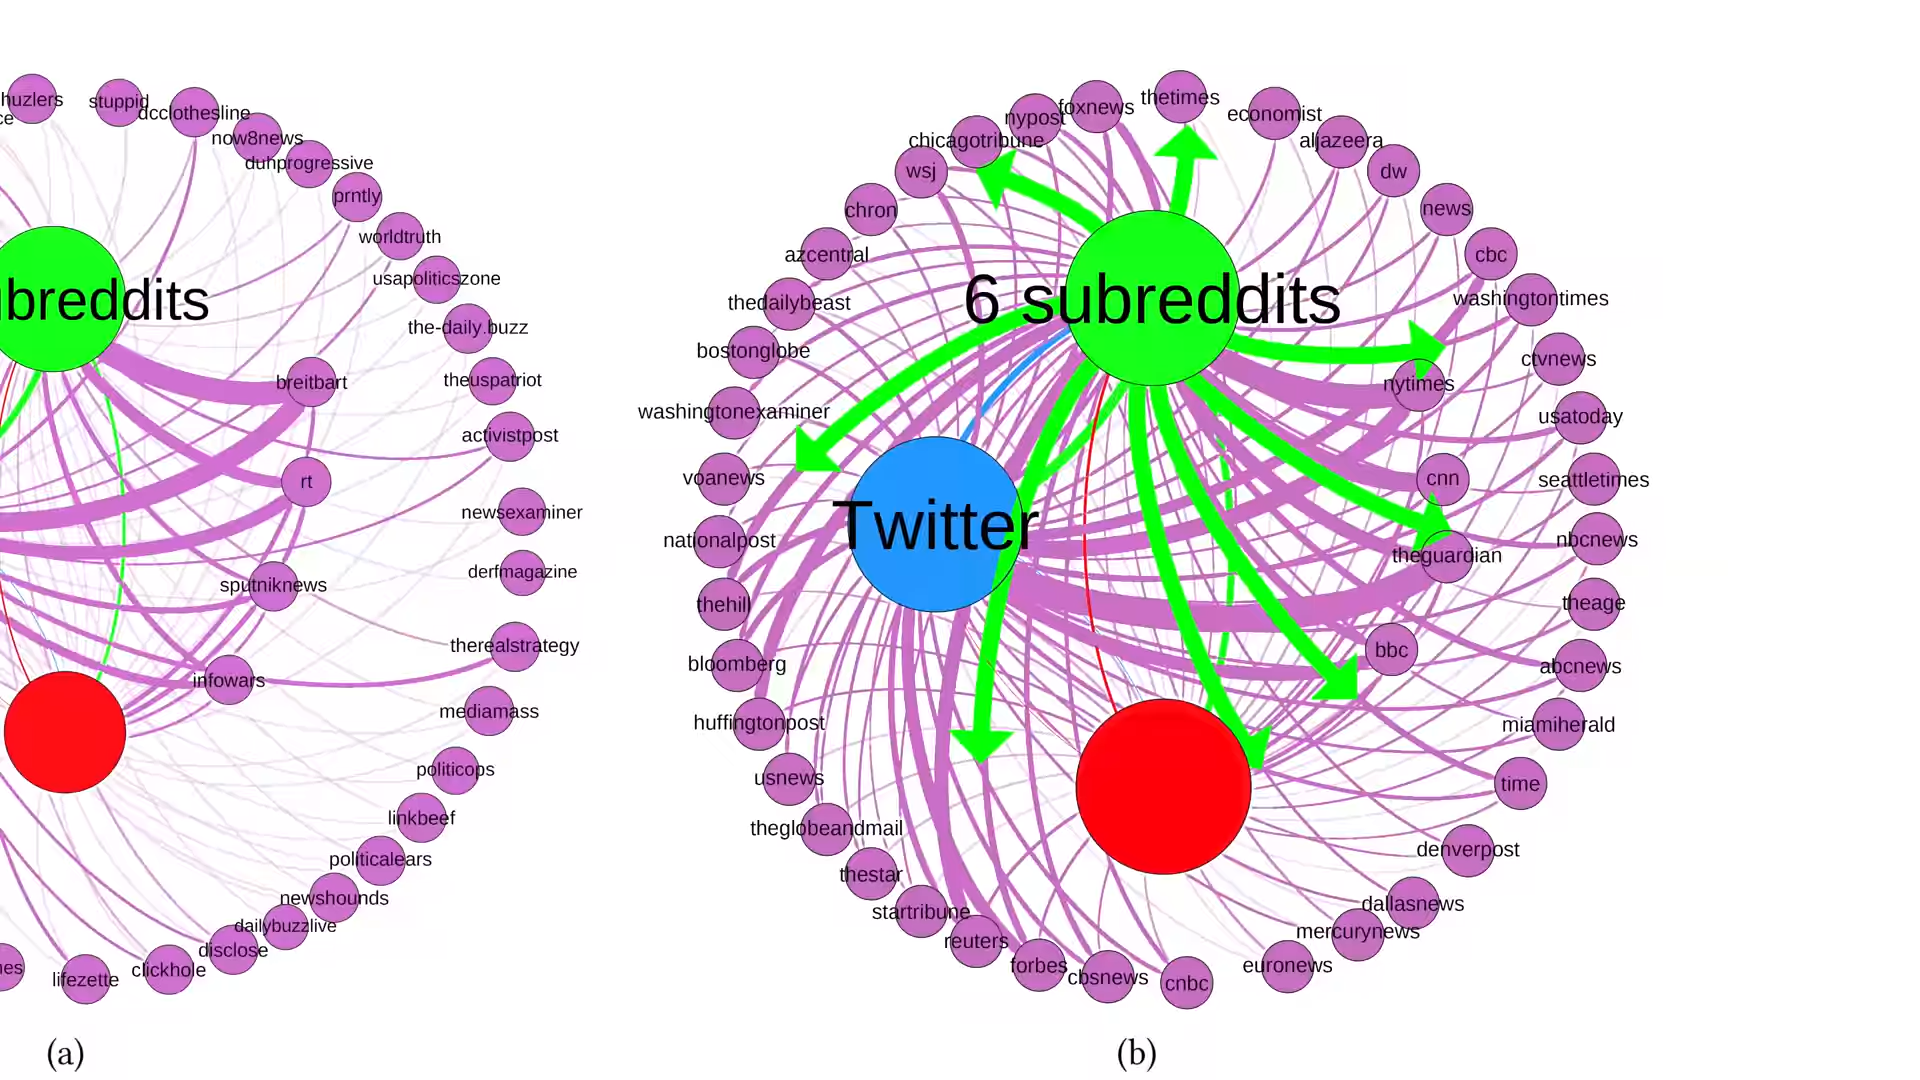 huzlers
ce
stuppid
dcclothesline
now8news
duhprogressive
prntly
worldtruth
usapoliticszone
the-daily.buzz
ubreddits
breitbart
theuspatriot
activistpost
rt
newsexaminer
derfmagazine
sputniknews
therealstrategy
infowars
mediamass
politicops
linkbeef
politicalears
newshounds
dailybuzzlive
disclose
clickhole
lifezette
nes
(a)
thetimes
foxnews
nypost
chicagotribune
wsj
chron
azcentral
thedailybeast
bostonglobe
washingtonexaminer
voanews
nationalpost
thehill
bloomberg
huffingtonpost
usnews
theglobeandmail
thestar
startribune
reuters
forbes
cbsnews
cnbc
euronews
mercurynews
dallasnews
denverpost
time
miamiherald
abcnews
theage
nbcnews
seattletimes
usatoday
ctvnews
washingtontimes
cbc
news
dw
aljazeera
economist
6 subreddits
Twitter
nytimes
cnn
theguardian
bbc
(b)